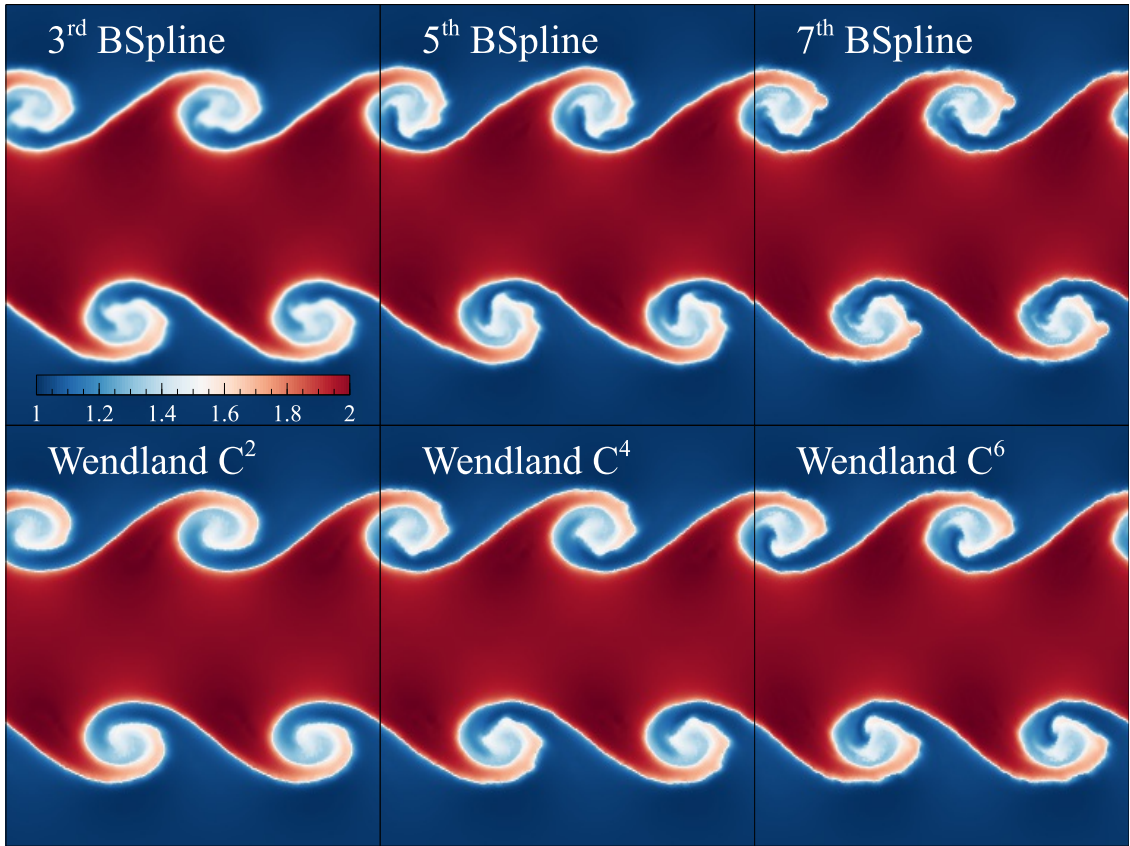 3rd BSpline
5th BSpline
7th BSpline
1 1.2 1.4 1.6 1.8 2
Wendland C2
Wendland C4
Wendland C6